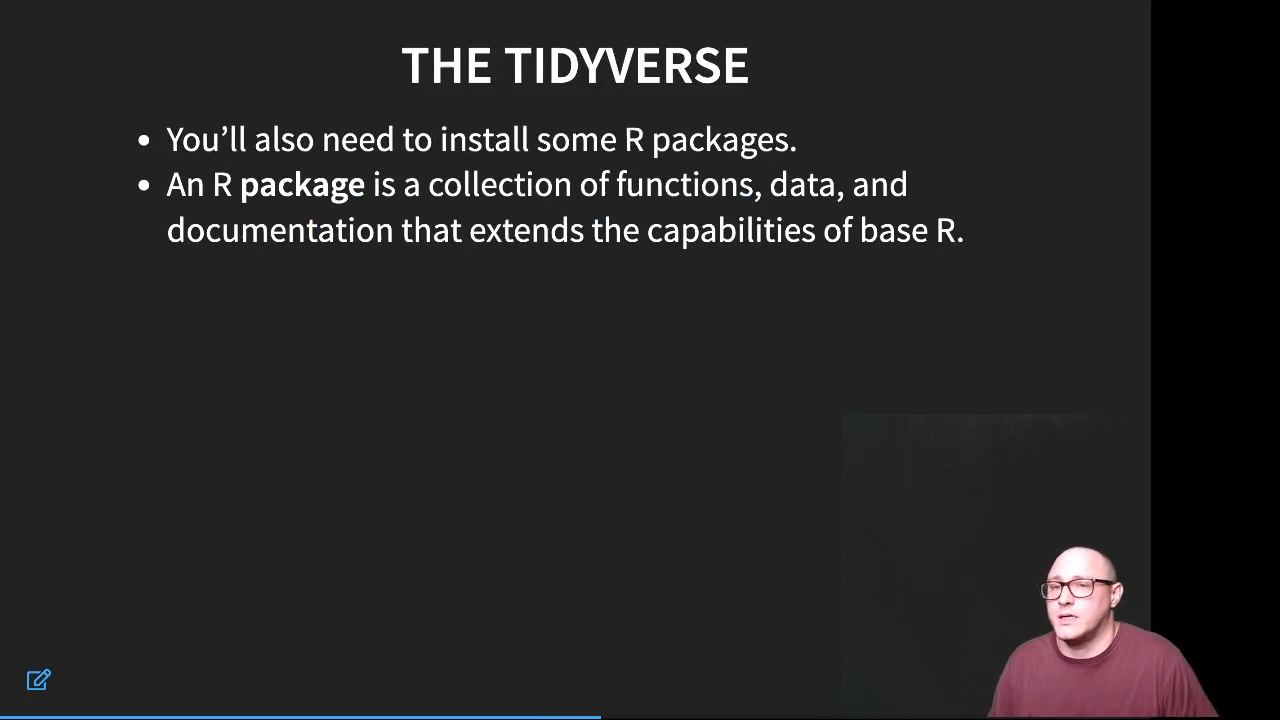 THE TIDYVERSE
• You’ll also need to install some R packages.
• An R package is a collection of functions, data, and
documentation that extends the capabilities of base R.